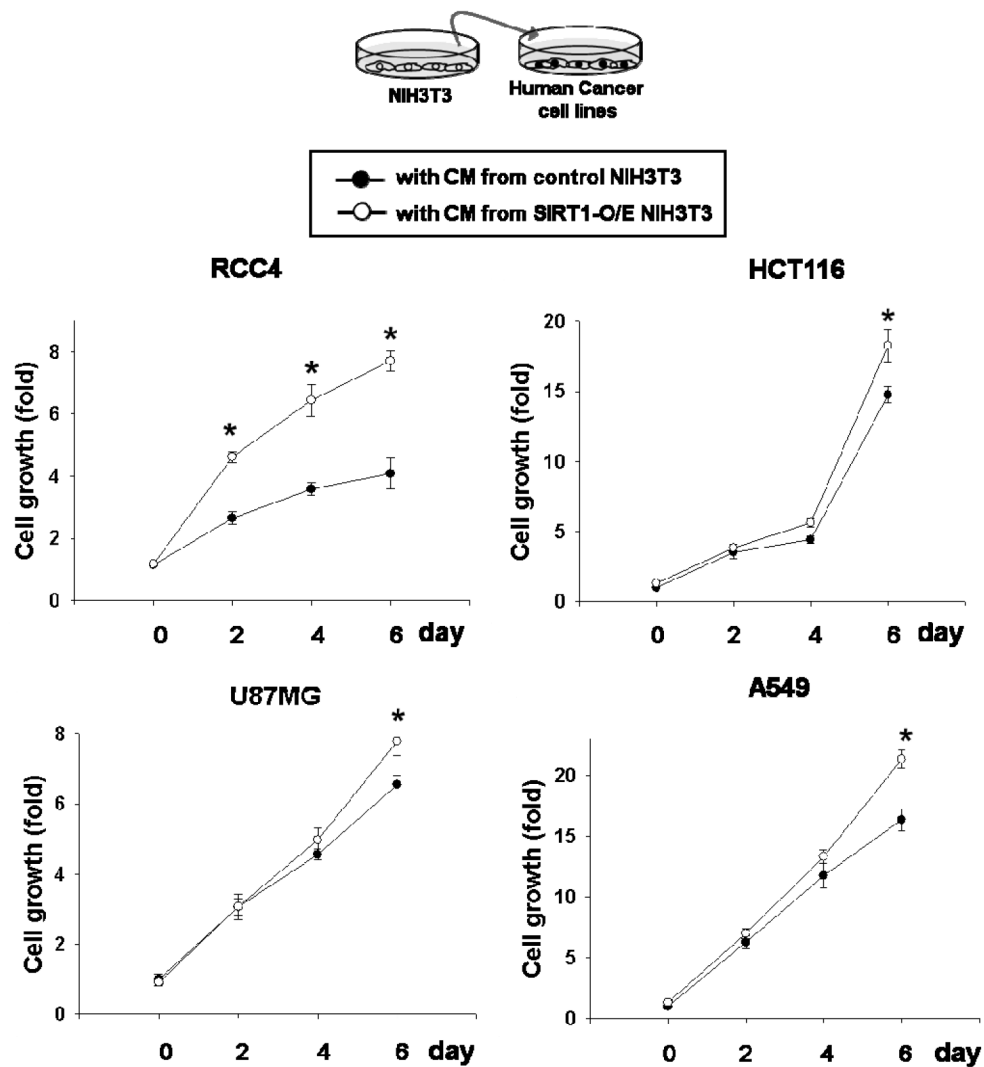 NIH3T3
Human Cancer
cell lines
with CM from control NIH3T3
with CM from SIRT1-O/E NIH3T3
RCC4
Cell growth (fold)
8
6
4
2
0
*
*
*
0 2 4 6 day
HCT116
Cell growth (fold)
20
15
10
5
0
*
0 2 4 6 day
U87MG
Cell growth (fold)
8
6
4
2
0
*
0 2 4 6 day
A549
Cell growth (fold)
20
15
10
5
0
*
0 2 4 6 day